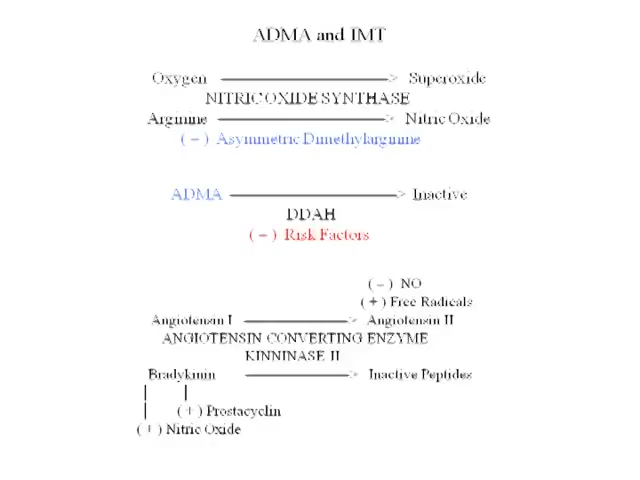 ADMA and IMT
Oxygen ————> Superoxide
NITRIC OXIDE SYNTHASE
Arginine ————> Nitric Oxide
( – ) Asymmetric Dimethylarginine
ADMA ————> Inactive
DDAH
( – ) Risk Factors
( – ) NO
( + ) Free Radicals
Angiotensin I ————> Angiotensin II
ANGIOTENSIN CONVERTING ENZYME
KINNINASE II
Bradykinin ————> Inactive Peptides
( + ) Prostacyclin
( + ) Nitric Oxide